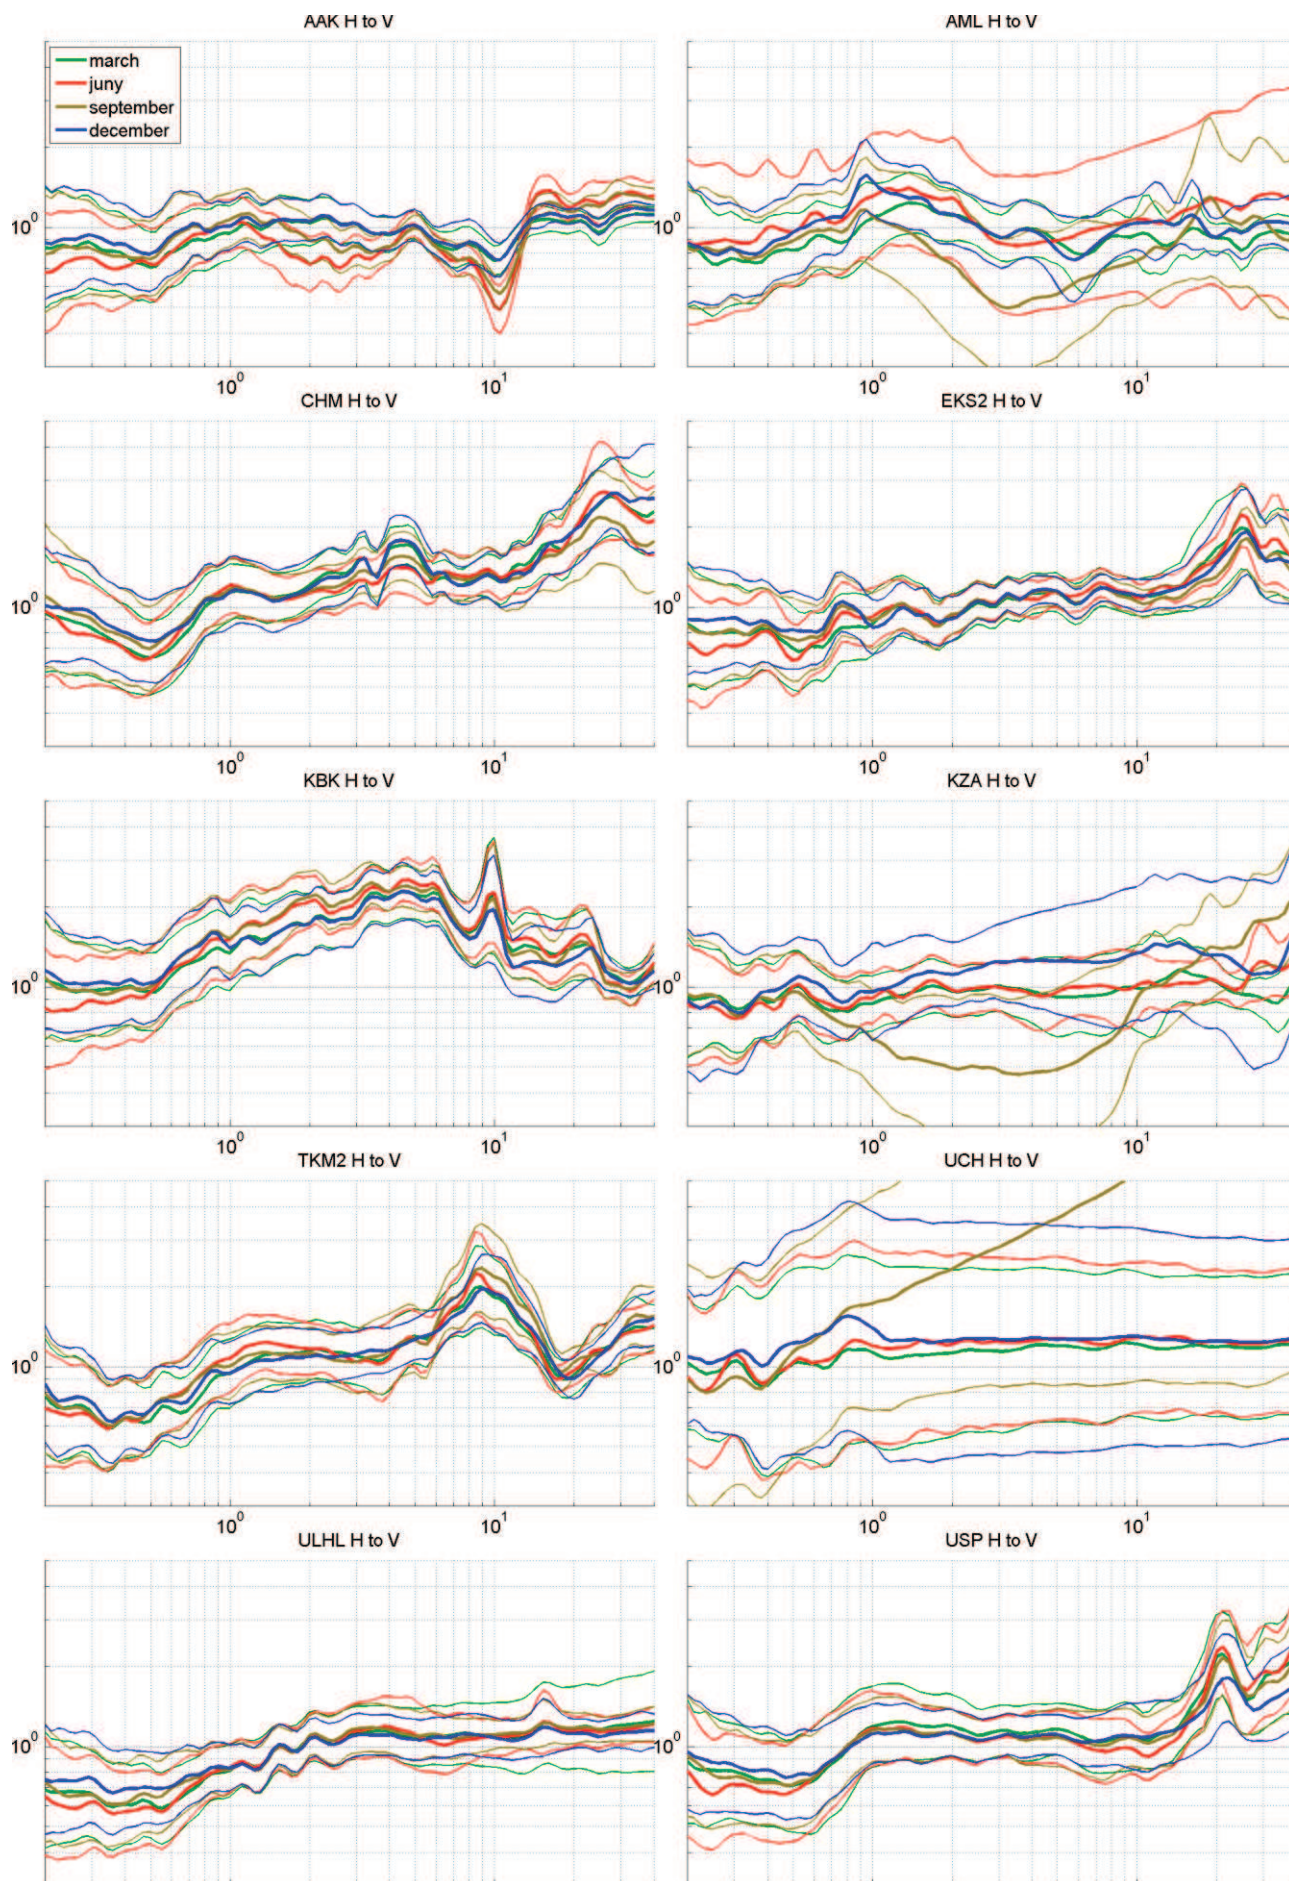 AAK H to V
AML H to V
march
juny
september
december
10^0
10^0
10^0
10^1
10^0
10^1
CHM H to V
EKS2 H to V
10^0
10^0
10^0
10^1
10^0
10^1
KBK H to V
KZA H to V
10^0
10^0
10^0
10^1
10^0
10^1
TKM2 H to V
UCH H to V
10^0
10^0
10^0
10^1
10^0
10^1
ULHL H to V
USP H to V
10^0
10^0